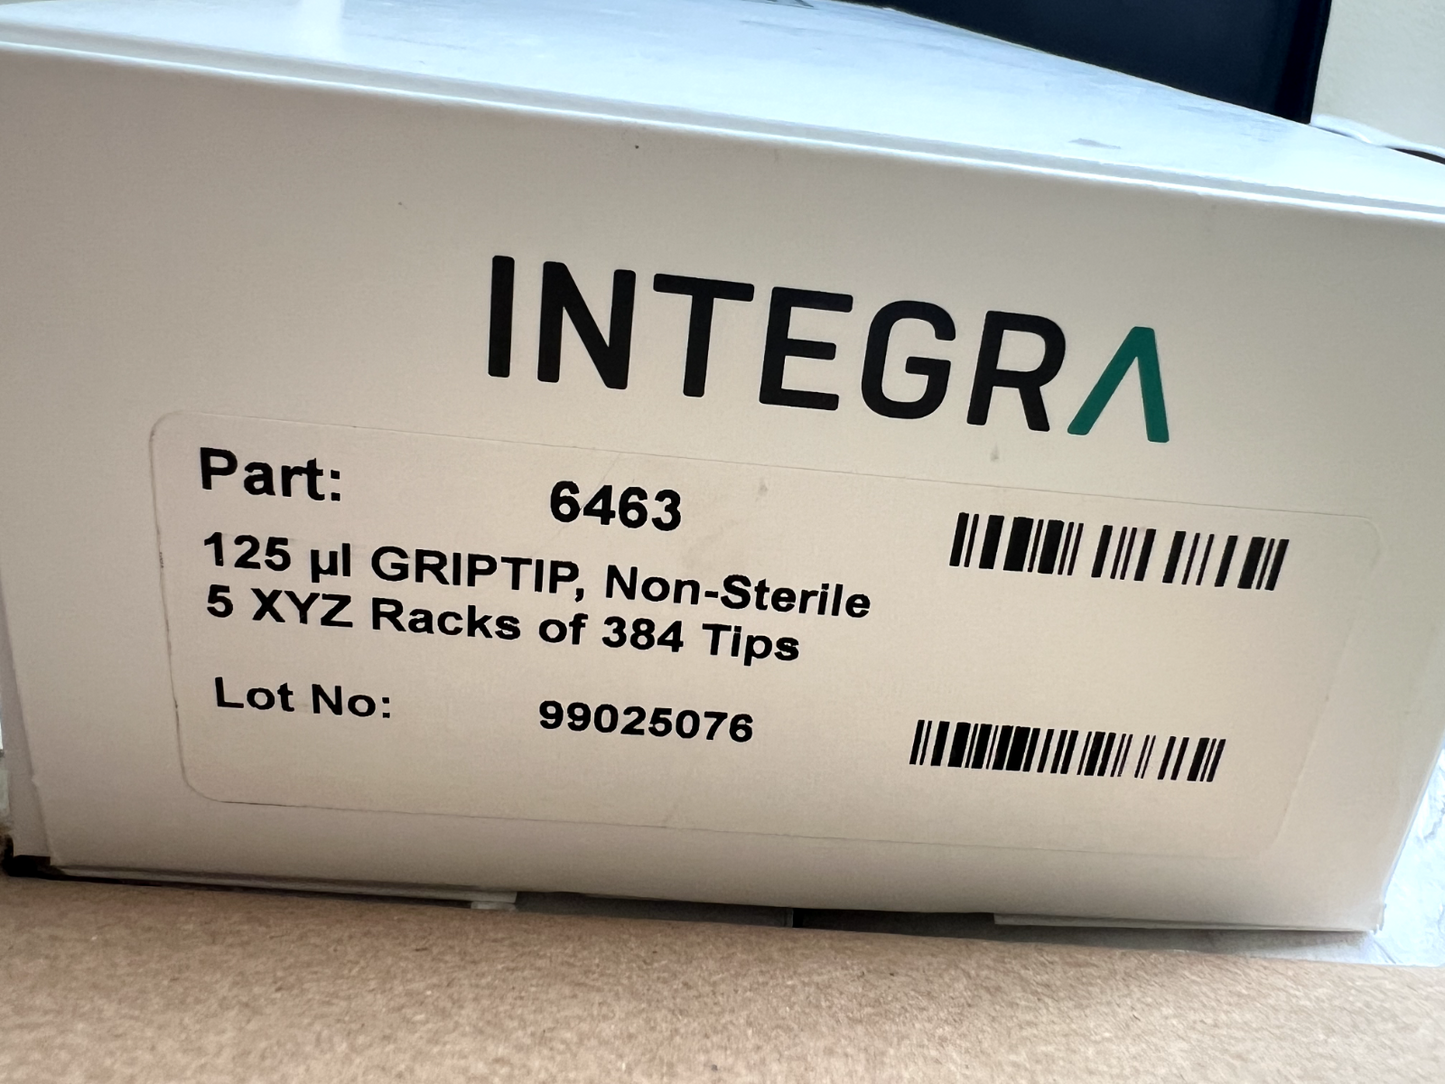 INTEGRA
Part: 6463
125 µl GRIPTIP, Non-Sterile
5 XYZ Racks of 384 Tips
Lot No: 99025076